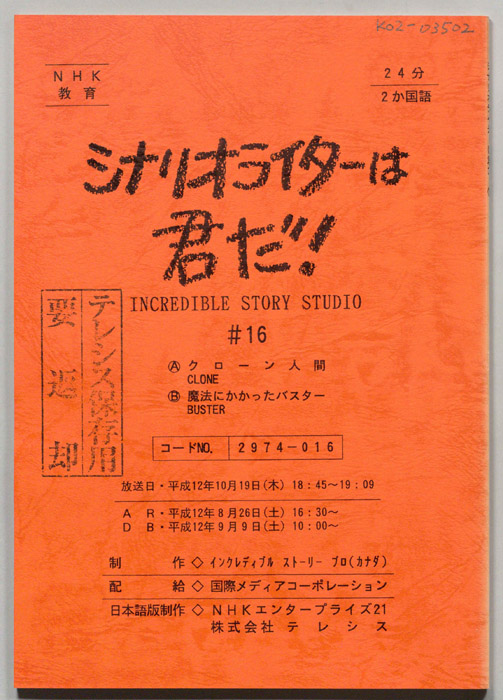 K02-03502
NHK
教育
24分
2か国語
シナリオライターは
君だ!
INCREDIBLE STORY STUDIO
#16
Ⓐ クローン人間
CLONE
Ⓑ 魔法にかかったバスター
BUSTER
テレシス保存用
要返却
コードNO. 2974-016
放送日・平成12年10月19日(木) 18:45〜19:09
AR・平成12年8月26日(土) 16:30〜
DB・平成12年9月9日(土) 10:00〜
制作◇インクレディブル ストーリー プロ(カナダ)
配給◇国際メディアコーポレーション
日本語版制作◇NHKエンタープライズ21
株式会社テレシス